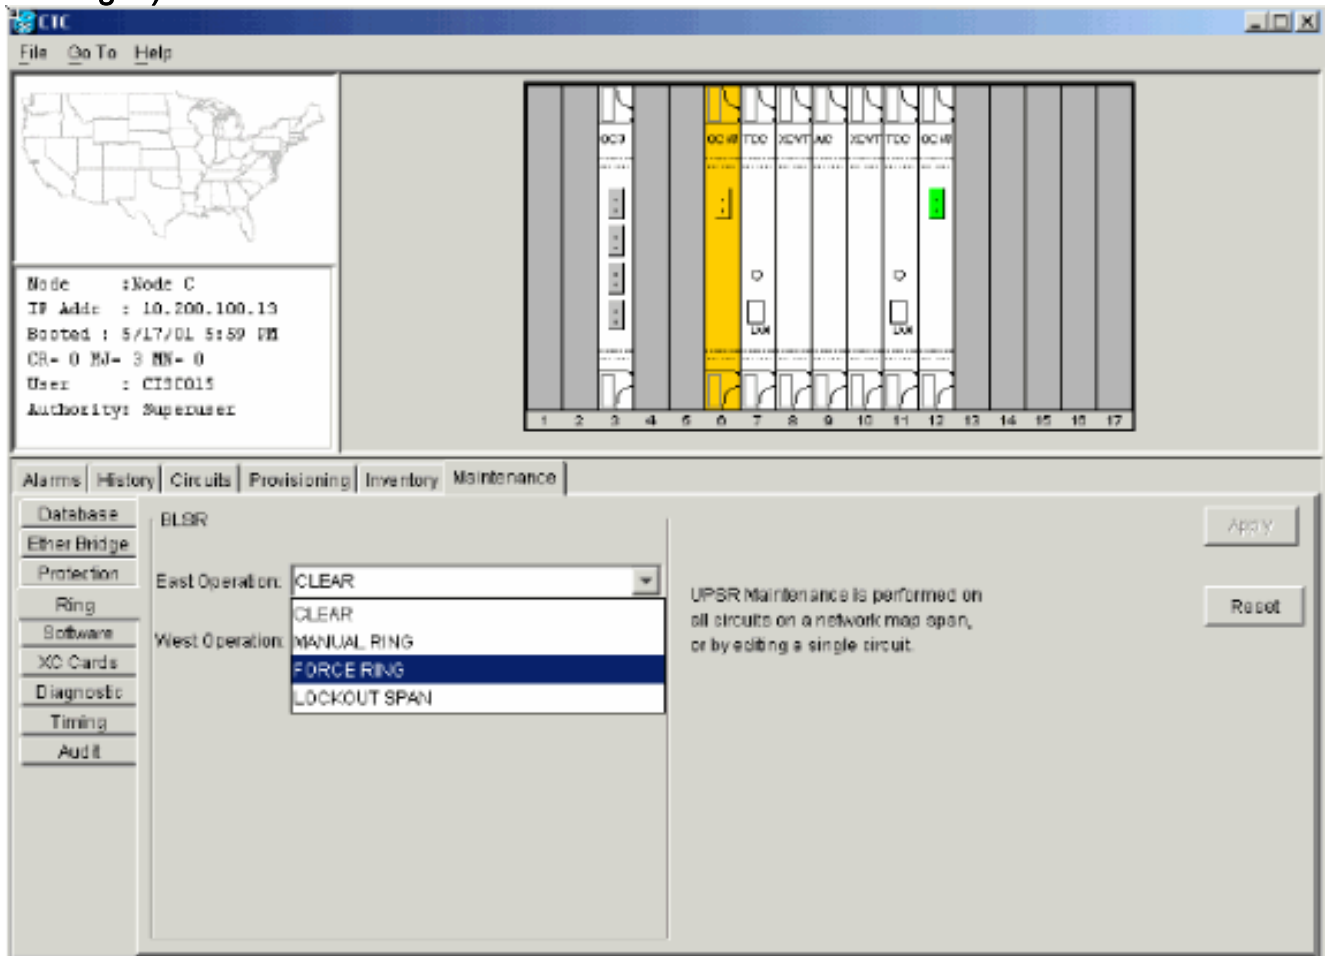 CTC
File Go To Help
OC3 OC48 TCC XCVT AIC XCVT TCC OC48
LAN LAN
1 2 3 4 5 6 7 8 9 10 11 12 13 14 15 16 17
Node :Node C
IP Addr : 10.200.100.13
Booted : 5/17/01 5:59 PM
CR- 0 MJ- 3 MN- 0
User : CISCO15
Authority: Superuser
Alarms History Circuits Provisioning Inventory Maintenance
Database
Ether Bridge
Protection
Ring
Software
XC Cards
Diagnostic
Timing
Audit
BLSR
East Operation: CLEAR
CLEAR
West Operation: MANUAL RING
FORCE RING
LOCKOUT SPAN
UPSR Maintenance is performed on
all circuits on a network map span,
or by editing a single circuit.
Apply
Reset